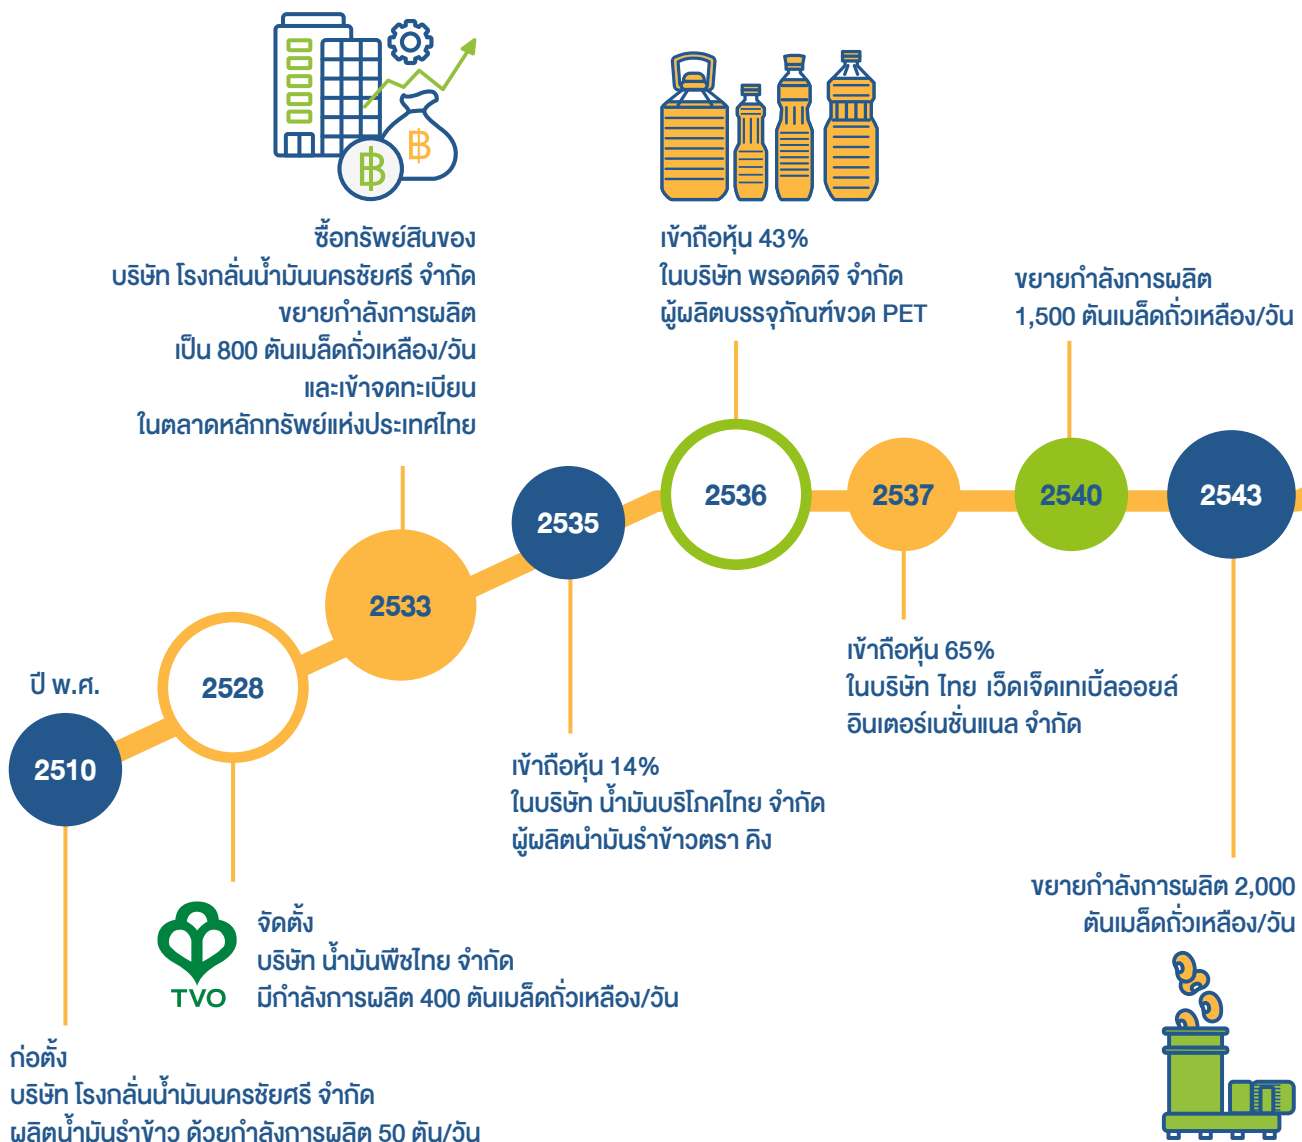 ซื้อทรัพย์สินของ
บริษัท โรงกลั่นน้ำมันนครชัยศรี จำกัด
ขยายกำลังการผลิต
เป็น 800 ตันเมล็ดถั่วเหลือง/วัน
และเข้าจดทะเบียน
ในตลาดหลักทรัพย์แห่งประเทศไทย
เข้าถือหุ้น 43%
ในบริษัท พรอดดิจิ จำกัด
ผู้ผลิตบรรจุภัณฑ์ขวด PET
ขยายกำลังการผลิต
1,500 ตันเมล็ดถั่วเหลือง/วัน
ปี พ.ศ.
2510
2528
2533
2535
2536
2537
2540
2543
เข้าถือหุ้น 65%
ในบริษัท ไทย เว็ดเจ็ดเทเบิ้ลออยล์
อินเตอร์เนชั่นแนล จำกัด
เข้าถือหุ้น 14%
ในบริษัท น้ำมันบริโภคไทย จำกัด
ผู้ผลิตนำมันรำข้าวตรา คิง
ขยายกำลังการผลิต 2,000
ตันเมล็ดถั่วเหลือง/วัน
TVO
จัดตั้ง
บริษัท น้ำมันพืชไทย จำกัด
มีกำลังการผลิต 400 ตันเมล็ดถั่วเหลือง/วัน
ก่อตั้ง
บริษัท โรงกลั่นน้ำมันนครชัยศรี จำกัด
ผลิตน้ำมันรำข้าว ด้วยกำลังการผลิต 50 ตัน/วัน